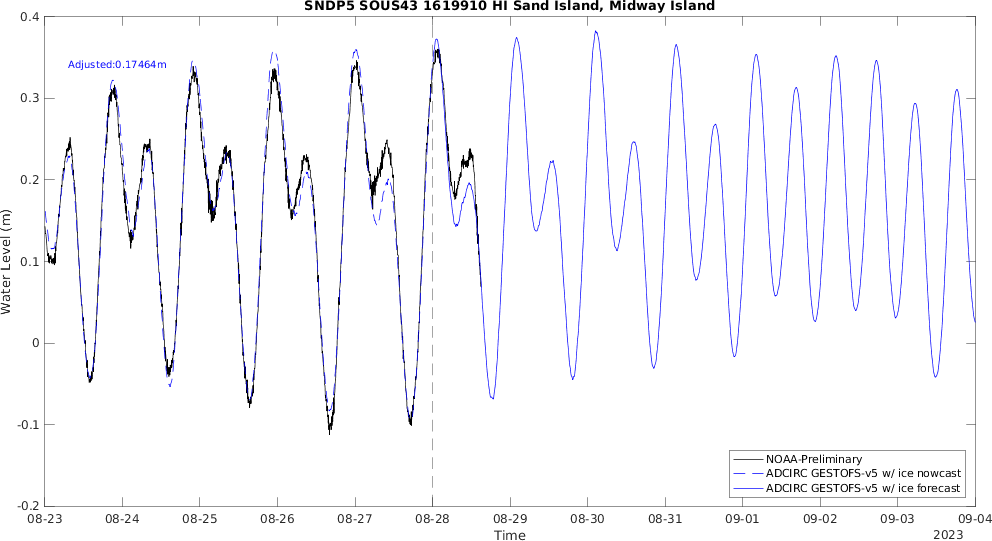 SNDP5 SOUS43 1619910 HI Sand Island, Midway Island
Adjusted:0.17464m
Water Level (m)
0.4
0.3
0.2
0.1
0
-0.1
-0.2
08-23 08-24 08-25 08-26 08-27 08-28 08-29 08-30 08-31 09-01 09-02 09-03 09-04
Time
2023
NOAA-Preliminary
ADCIRC GESTOFS-v5 w/ ice nowcast
ADCIRC GESTOFS-v5 w/ ice forecast